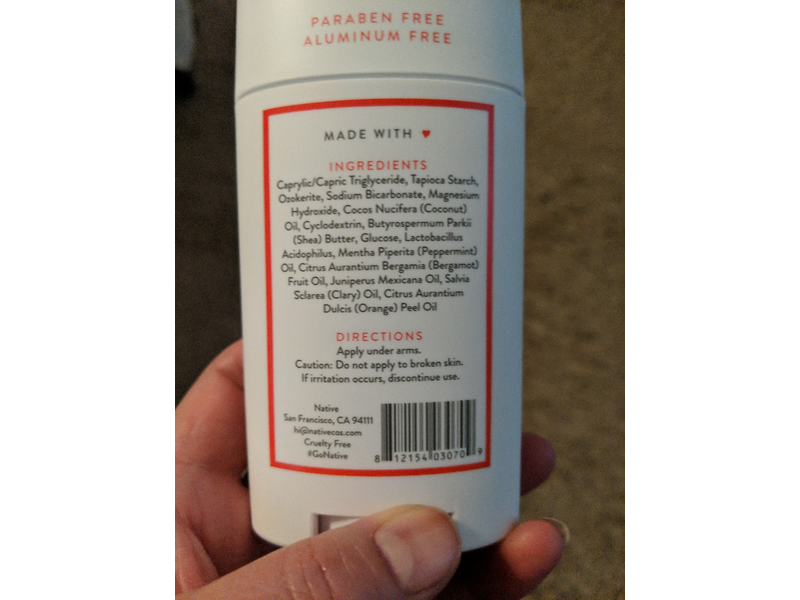 PARABEN FREE
ALUMINUM FREE
MADE WITH ♥
INGREDIENTS
Caprylic/Capric Triglyceride, Tapioca Starch,
Ozokerite, Sodium Bicarbonate, Magnesium
Hydroxide, Cocos Nucifera (Coconut)
Oil, Cyclodextrin, Butyrospermum Parkii
(Shea) Butter, Glucose, Lactobacillus
Acidophilus, Mentha Piperita (Peppermint)
Oil, Citrus Aurantium Bergamia (Bergamot)
Fruit Oil, Juniperus Mexicana Oil, Salvia
Sclarea (Clary) Oil, Citrus Aurantium
Dulcis (Orange) Peel Oil
DIRECTIONS
Apply under arms.
Caution: Do not apply to broken skin.
If irritation occurs, discontinue use.
Native
San Francisco, CA 94111
hi@nativecos.com
Cruelty Free
#GoNative
8 12154 03070 9